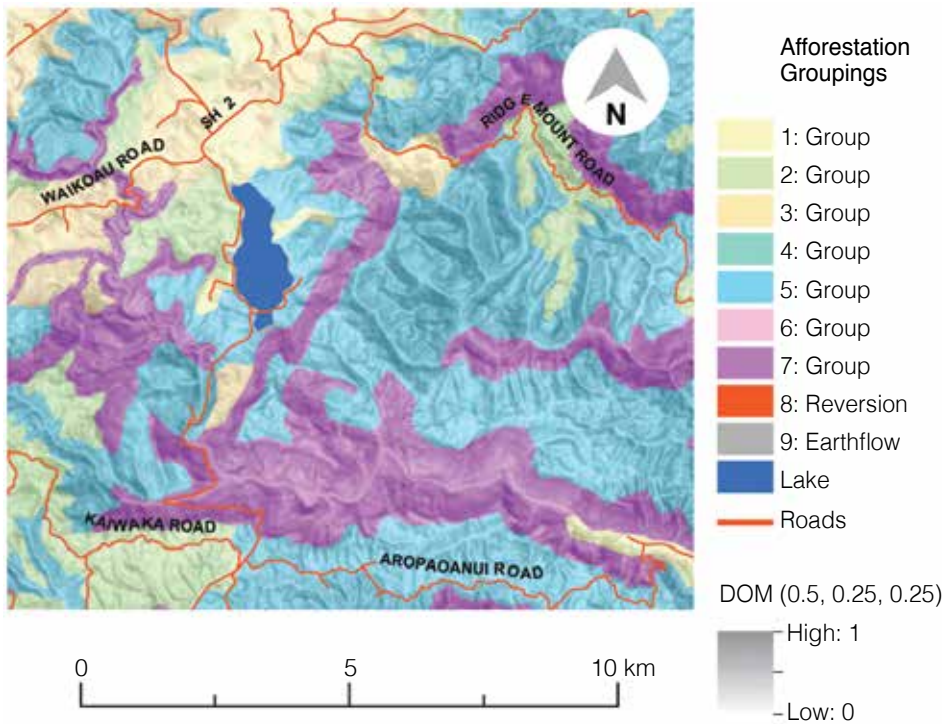 WAIKOAU ROAD
SH 2
RIDG E MOUNT ROAD
N
KAIWAKA ROAD
AROPAOANUI ROAD
Afforestation
Groupings
1: Group
2: Group
3: Group
4: Group
5: Group
6: Group
7: Group
8: Reversion
9: Earthflow
Lake
Roads
DOM (0.5, 0.25, 0.25)
High: 1
Low: 0
0 5 10 km